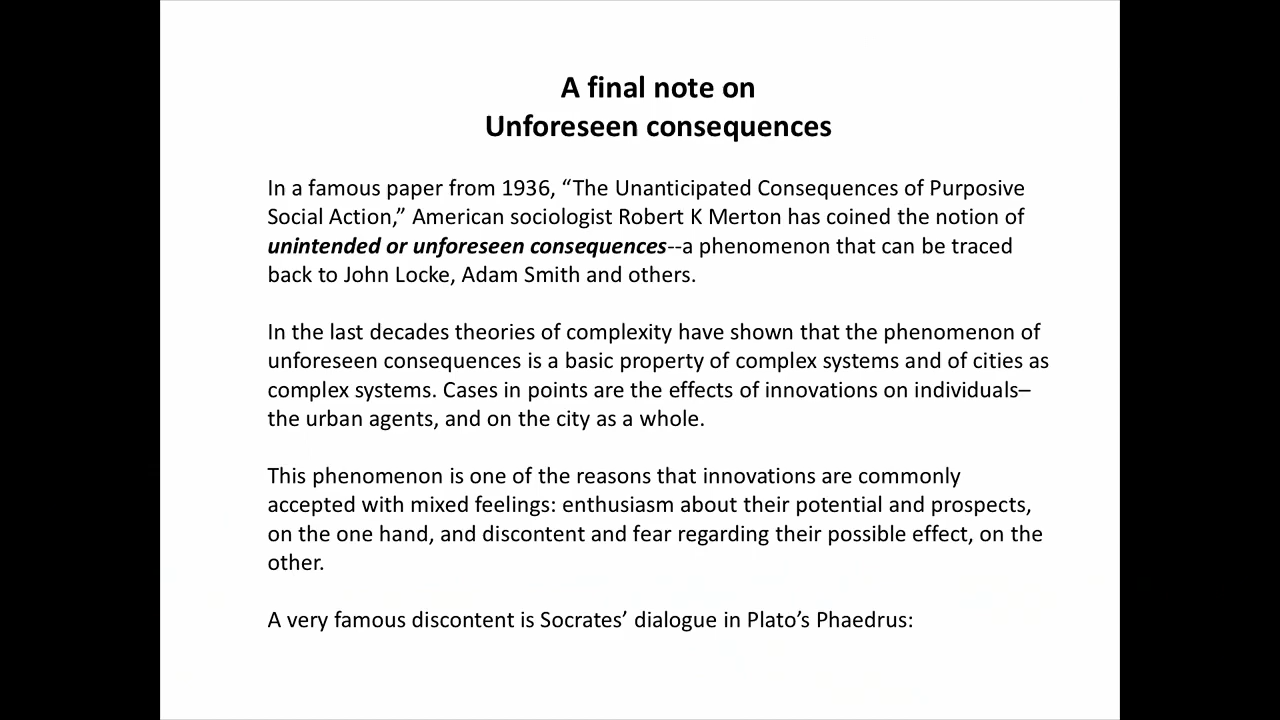 A final note on
Unforeseen consequences
In a famous paper from 1936, “The Unanticipated Consequences of Purposive
Social Action,” American sociologist Robert K Merton has coined the notion of
unintended or unforeseen consequences--a phenomenon that can be traced
back to John Locke, Adam Smith and others.
In the last decades theories of complexity have shown that the phenomenon of
unforeseen consequences is a basic property of complex systems and of cities as
complex systems. Cases in points are the effects of innovations on individuals–
the urban agents, and on the city as a whole.
This phenomenon is one of the reasons that innovations are commonly
accepted with mixed feelings: enthusiasm about their potential and prospects,
on the one hand, and discontent and fear regarding their possible effect, on the
other.
A very famous discontent is Socrates’ dialogue in Plato’s Phaedrus: